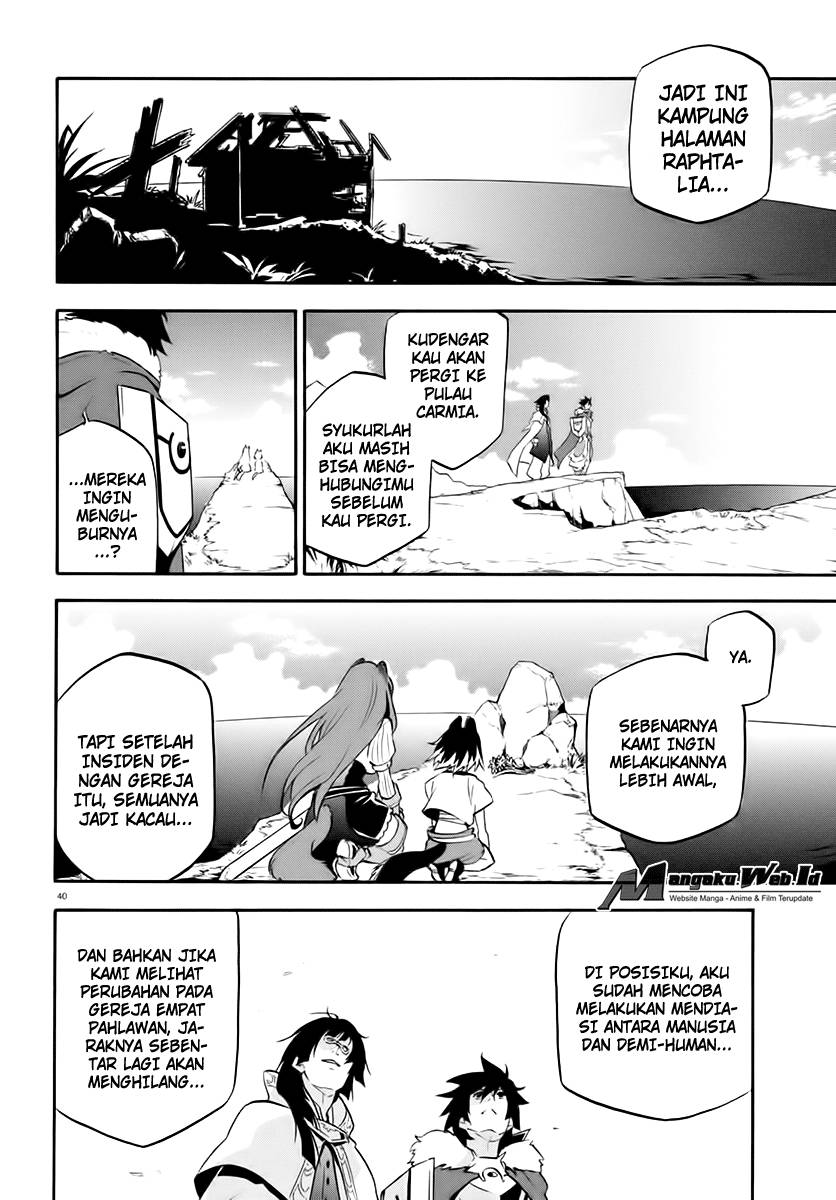 JADI INI
KAMPUNG
HALAMAN
RAPHTA-
LIA...
...MEREKA
INGIN
MENGU-
BURNYA
...?
KUDENGAR
KAU AKAN
PERGI KE
PULAU
CARMIA.
SYUKURLAH
AKU MASIH
BISA MENG-
HUBUNGIMU
SEBELUM
KAU PERGI.
YA.
SEBENARNYA
KAMI INGIN
MELAKUKANNYA
LEBIH AWAL,
TAPI SETELAH
INSIDEN DE-
NGAN GEREJA
ITU, SEMUANYA
JADI KACAU...
40
Mangaku.Web.Id
Website Manga - Anime & Film Terupdate
DAN BAHKAN JIKA
KAMI MELIHAT
PERUBAHAN PADA
GEREJA EMPAT
PAHLAWAN, JA-
RAKNYA SEBEN-
TAR LAGI AKAN
MENGHILANG...
DI POSISIKU, AKU
SUDAH MENCOBA
MELAKUKAN MENDIA-
SI ANTARA MANUSIA
DAN DEMI-HUMAN...